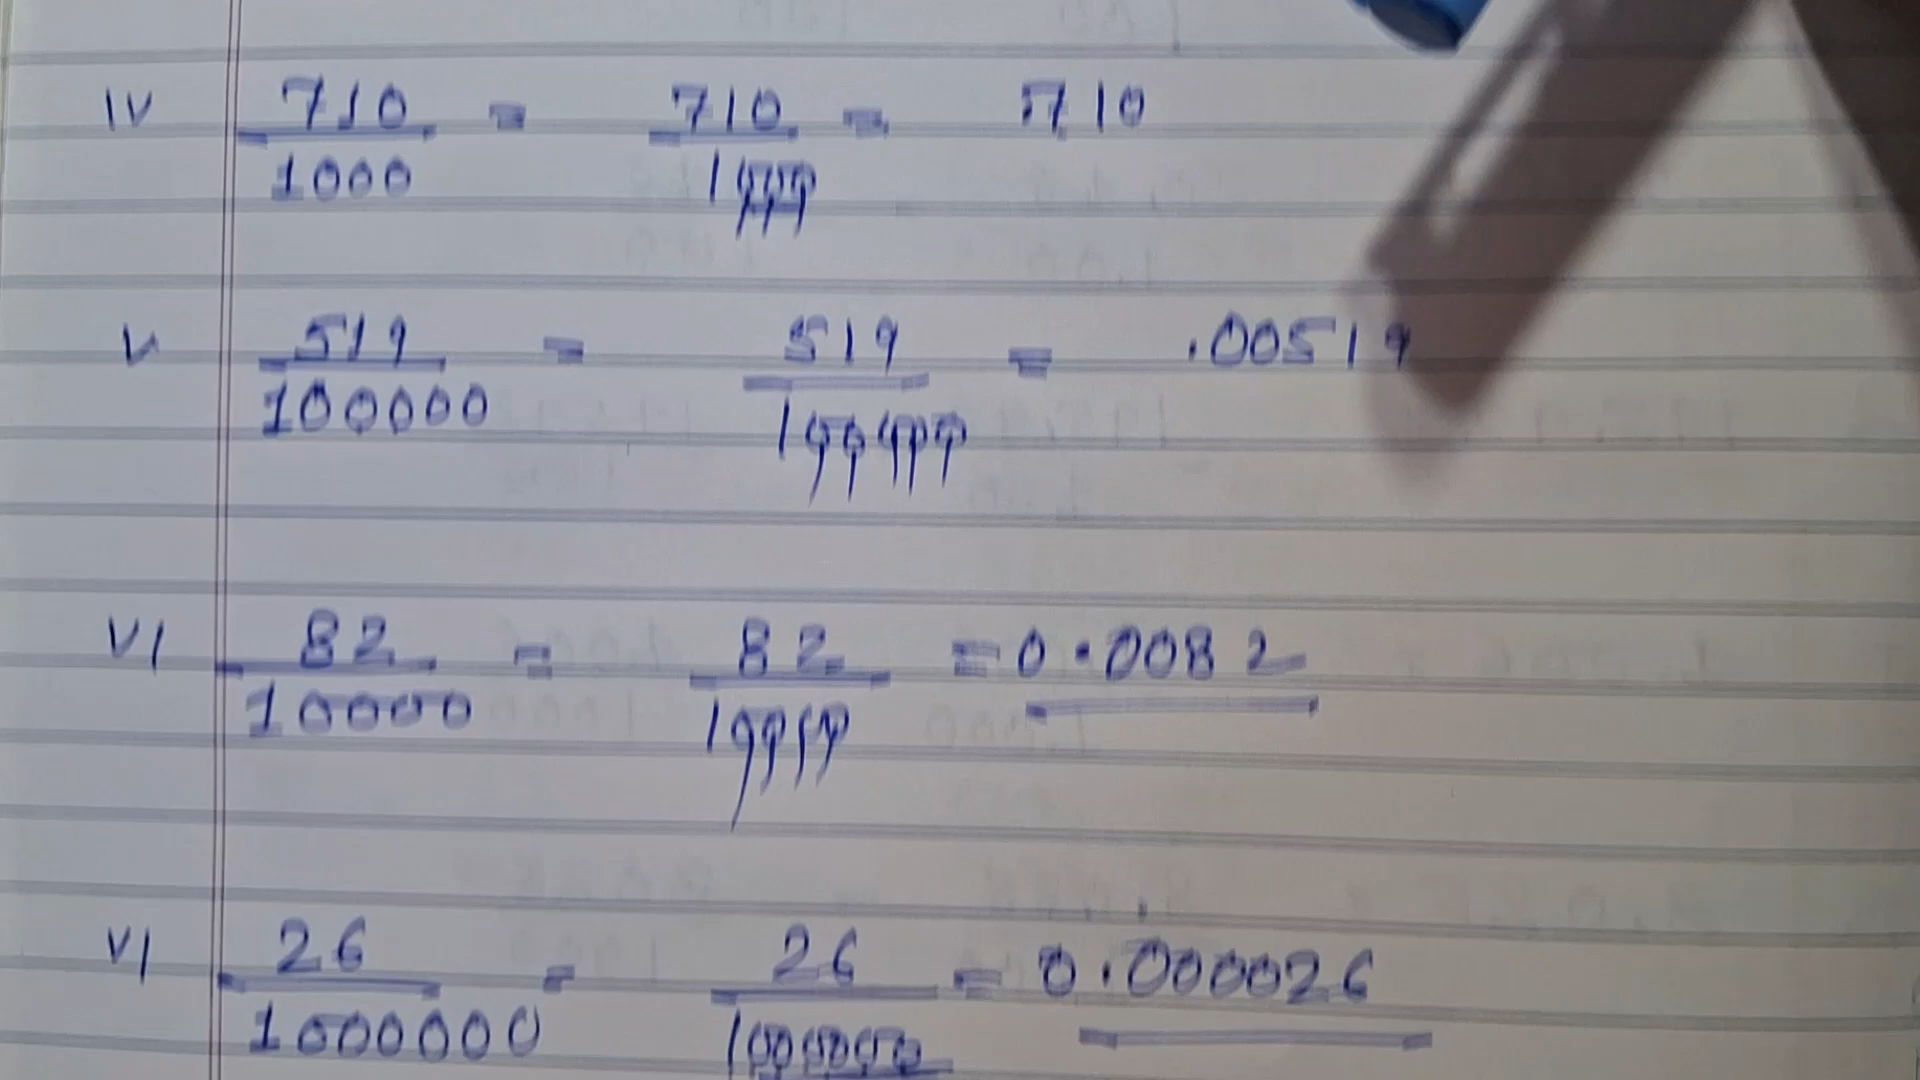 IV 710/1000 = 710/1000 = .710
V 519/100000 = 519/100000 = .00519
VI 82/10000 = 82/10000 = 0.0082
VI 26/1000000 = 26/1000000 = 0.000026